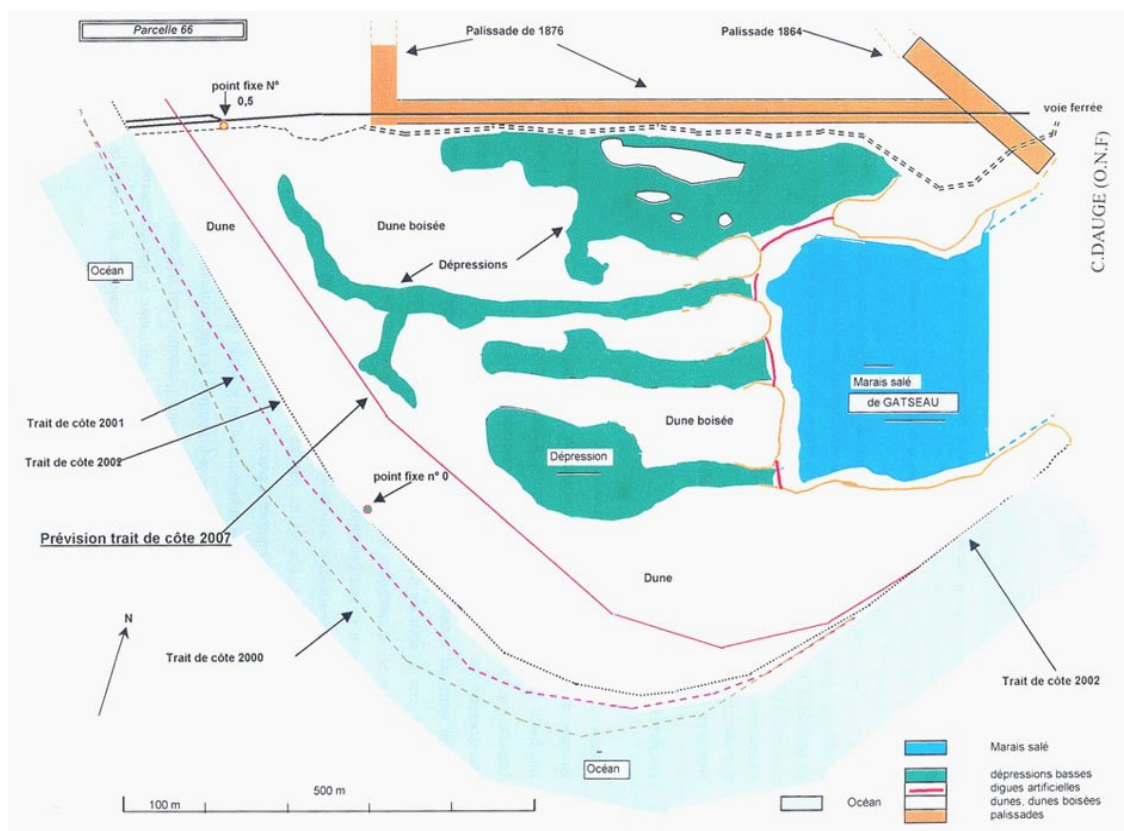 Parcelle 66
Palissade de 1876
Palissade 1864
point fixe N°
0,5
voie ferrée
C.DAUGE (O.N.F)
Dune
Dune boisée
Dépressions
Océan
Marais salé
de GATSEAU
Trait de côte 2001
Dune boisée
Trait de côte 2002
Dépression
point fixe n° 0
Prévision trait de côte 2007
Dune
N
Trait de côte 2000
Trait de côte 2002
Océan
Marais salé
dépressions basses
digues artificielles
dunes, dunes boisées
palissades
Océan
100 m
500 m